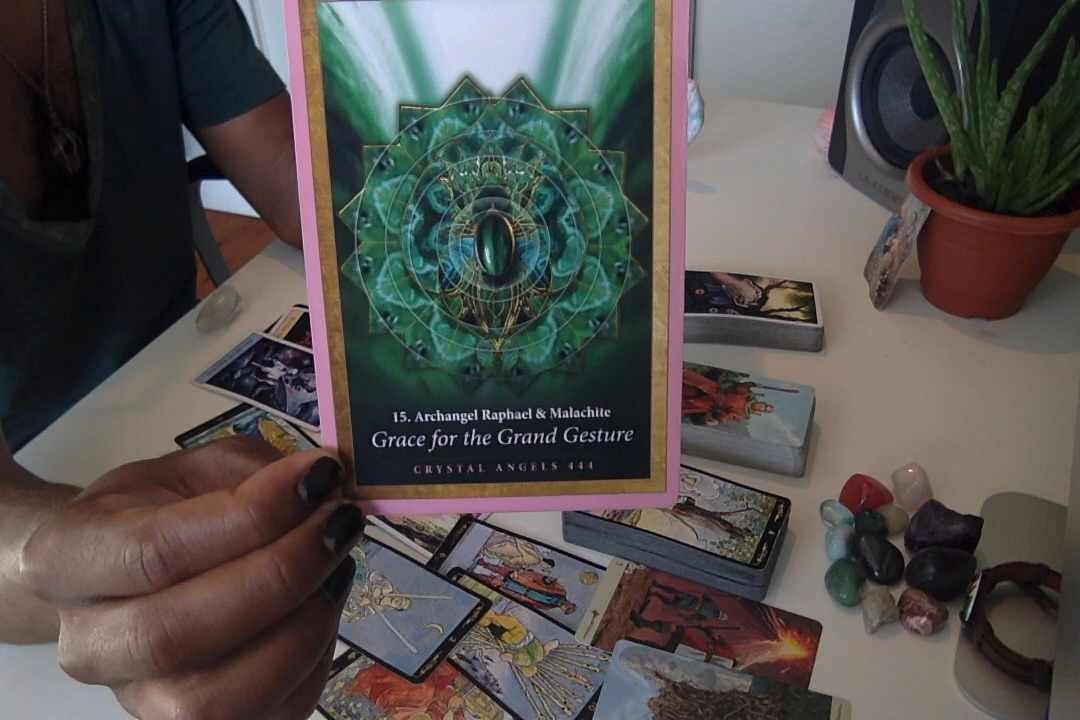 15. Archangel Raphael & Malachite
Grace for the Grand Gesture
CRYSTAL ANGELS 444